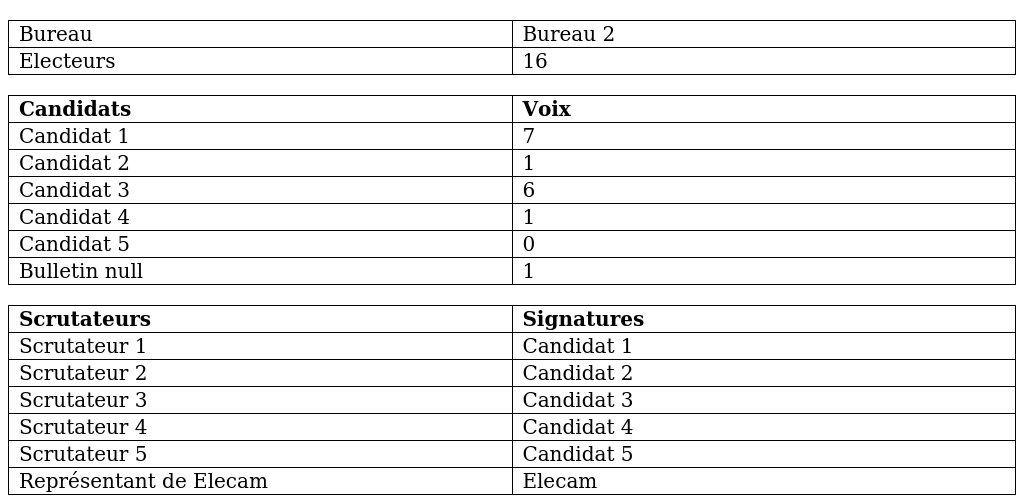 Bureau Bureau 2
Electeurs 16
Candidats Voix
Candidat 1 7
Candidat 2 1
Candidat 3 6
Candidat 4 1
Candidat 5 0
Bulletin null 1
Scrutateurs Signatures
Scrutateur 1 Candidat 1
Scrutateur 2 Candidat 2
Scrutateur 3 Candidat 3
Scrutateur 4 Candidat 4
Scrutateur 5 Candidat 5
Représentant de Elecam Elecam